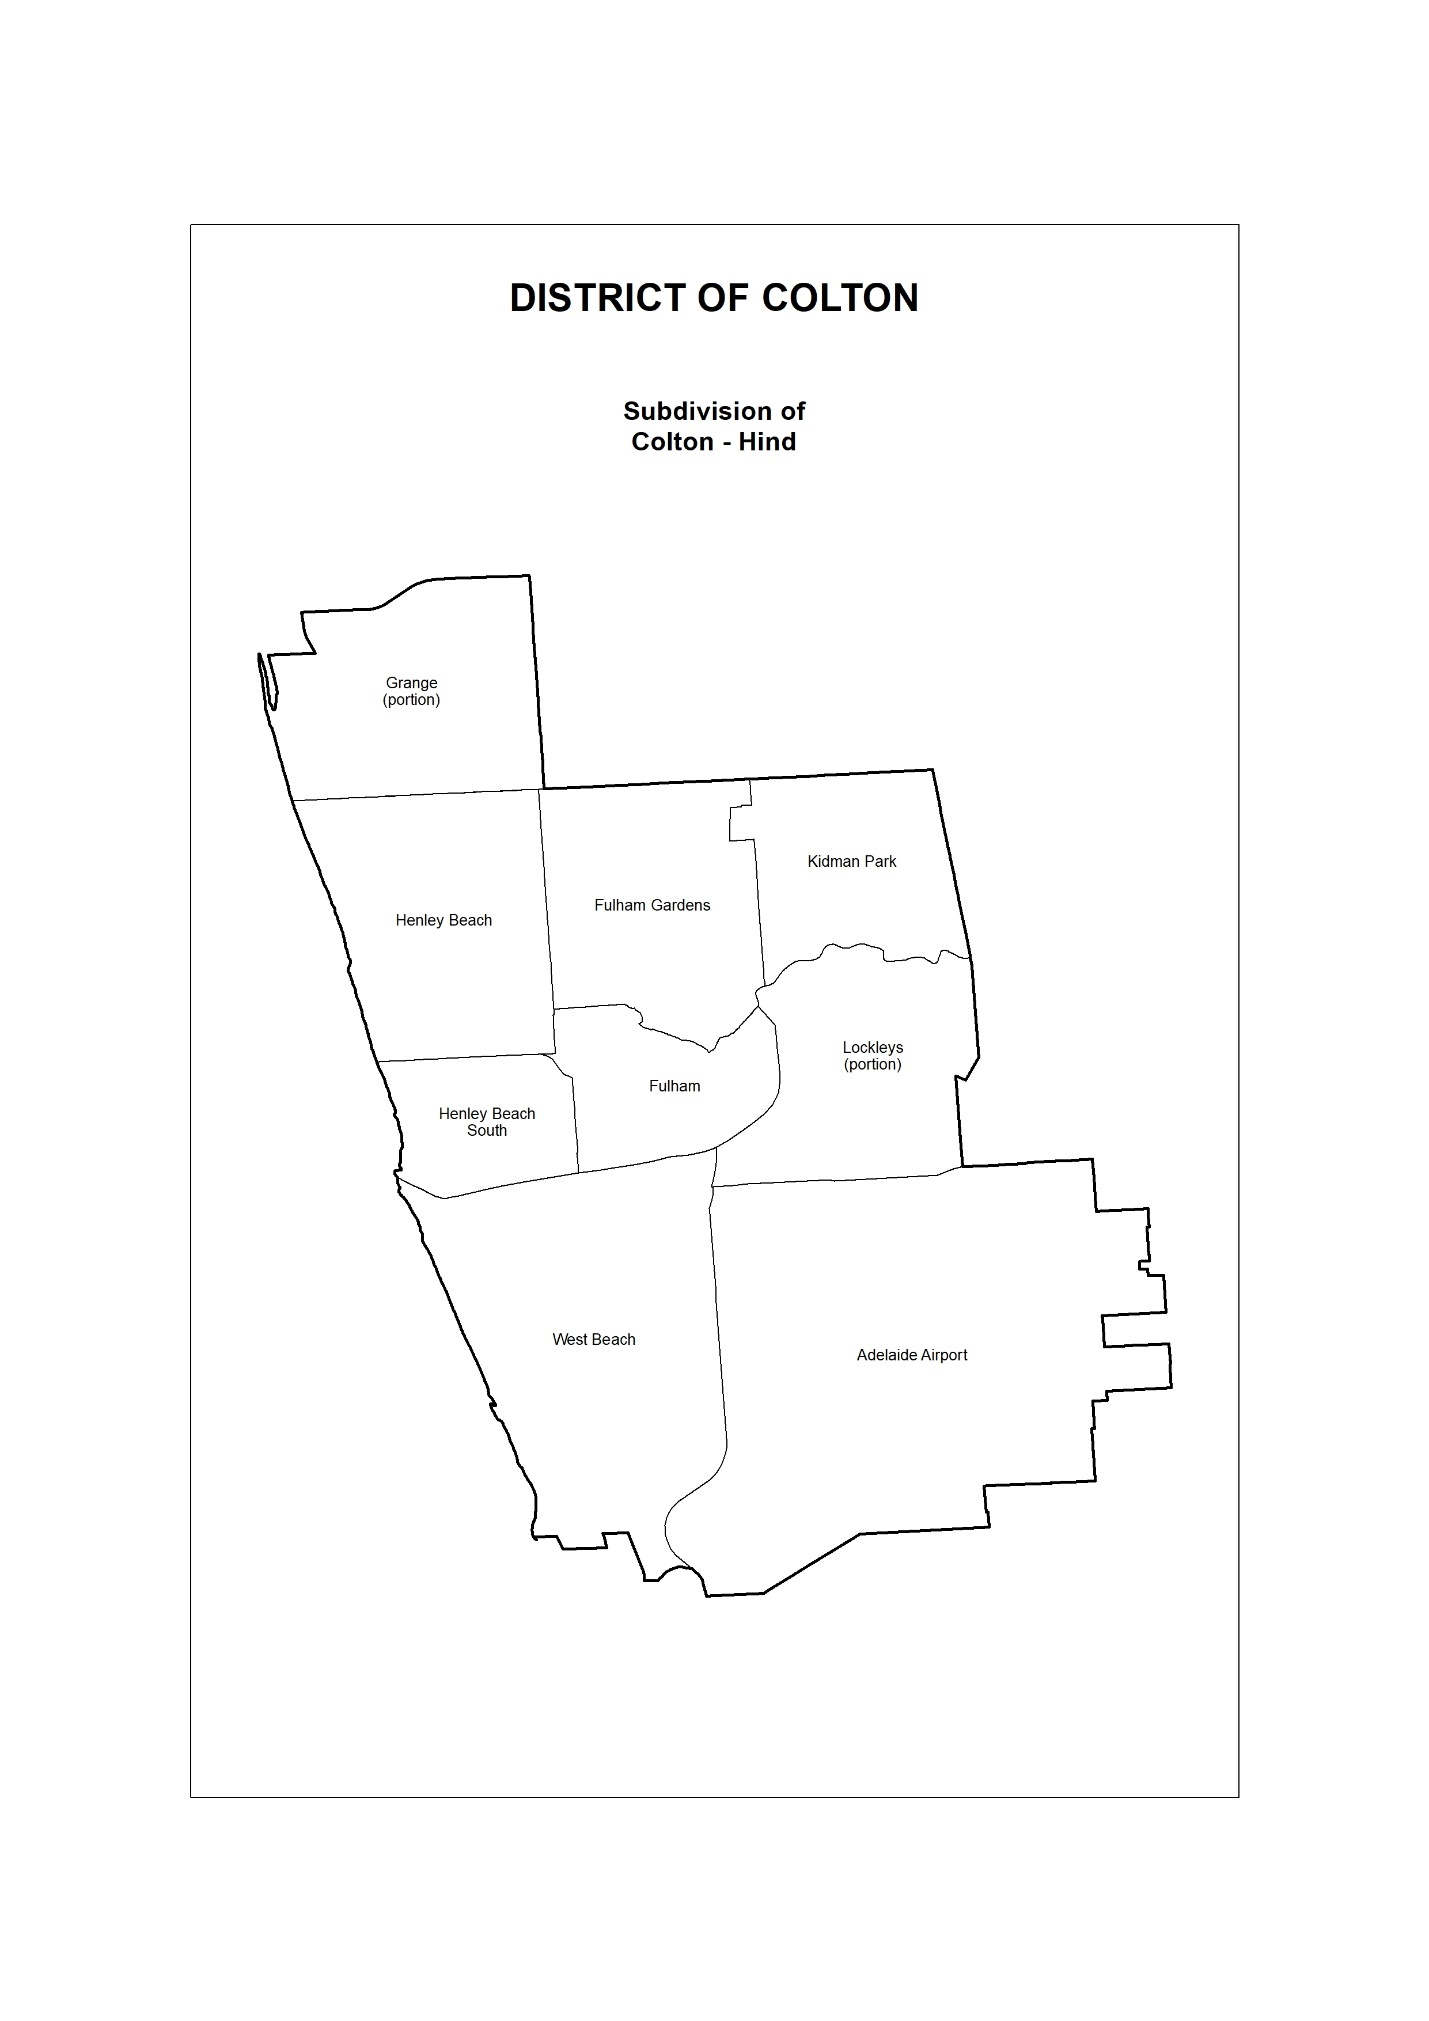 DISTRICT OF COLTON
Subdivision of
Colton - Hind
Grange
(portion)
Kidman Park
Fulham Gardens
Henley Beach
Lockleys
(portion)
Fulham
Henley Beach
South
West Beach
Adelaide Airport